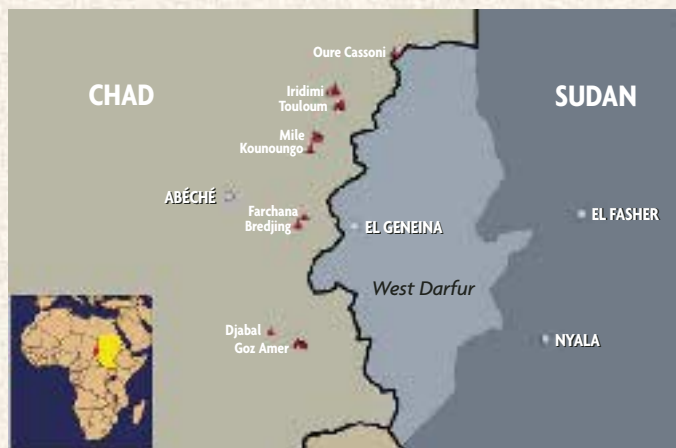 Oure Cassoni
CHAD
SUDAN
Iridimi
Touloum
Mile
Kounoungo
ABÉCHÉ
Farchana
Bredjing
EL GENEINA
EL FASHER
West Darfur
Djabal
Goz Amer
NYALA